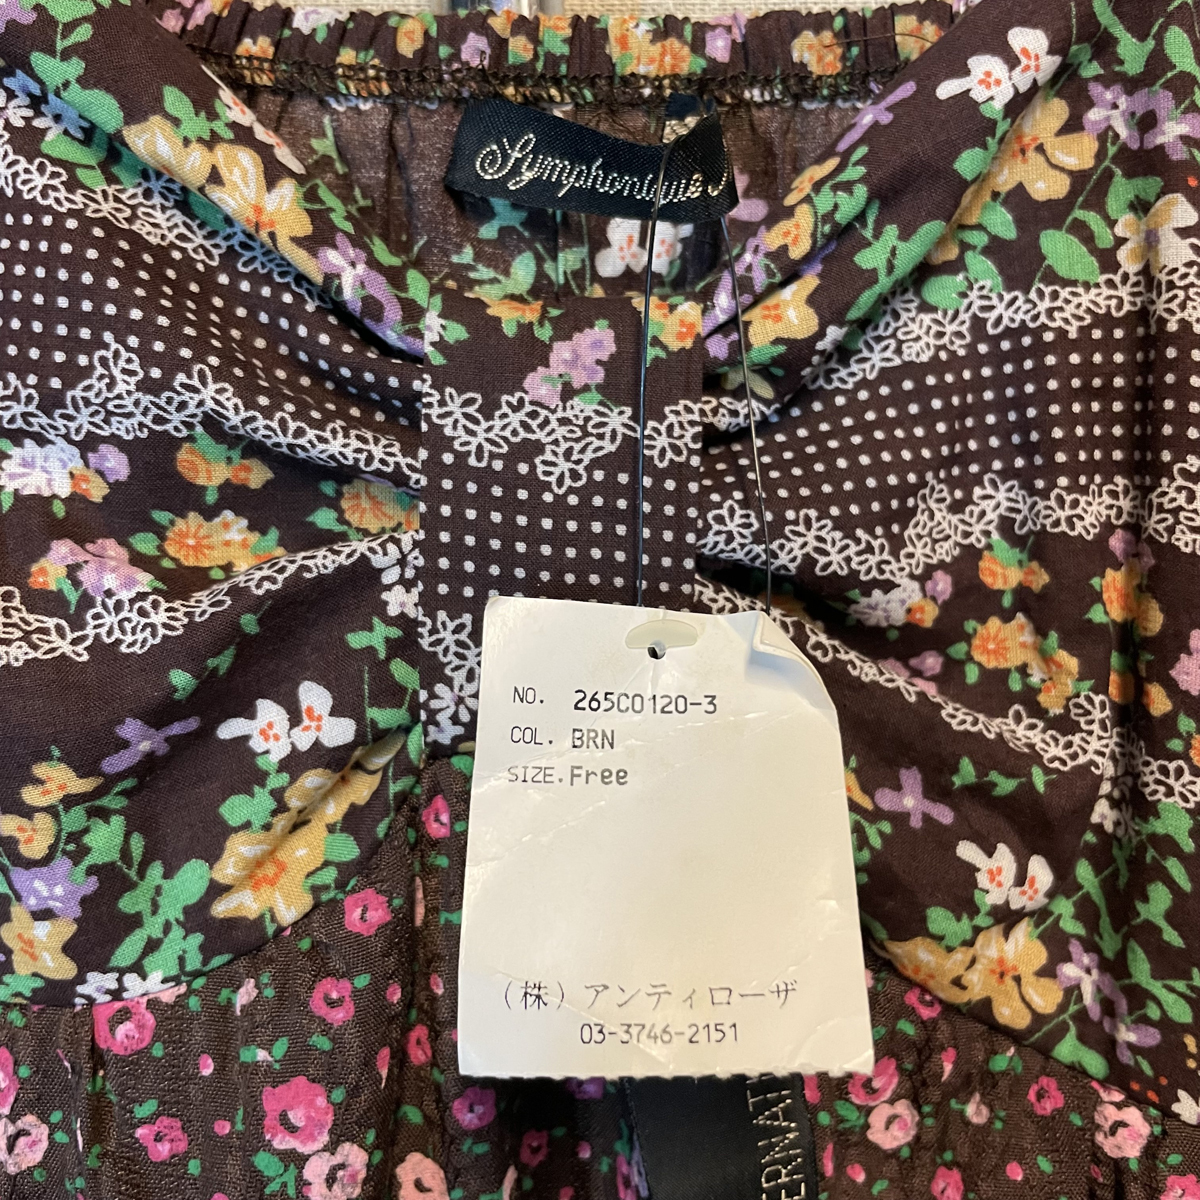 Symphonique
NO. 265C0120-3
COL. BRN
SIZE. Free
(株)アンティローザ
03-3746-2151